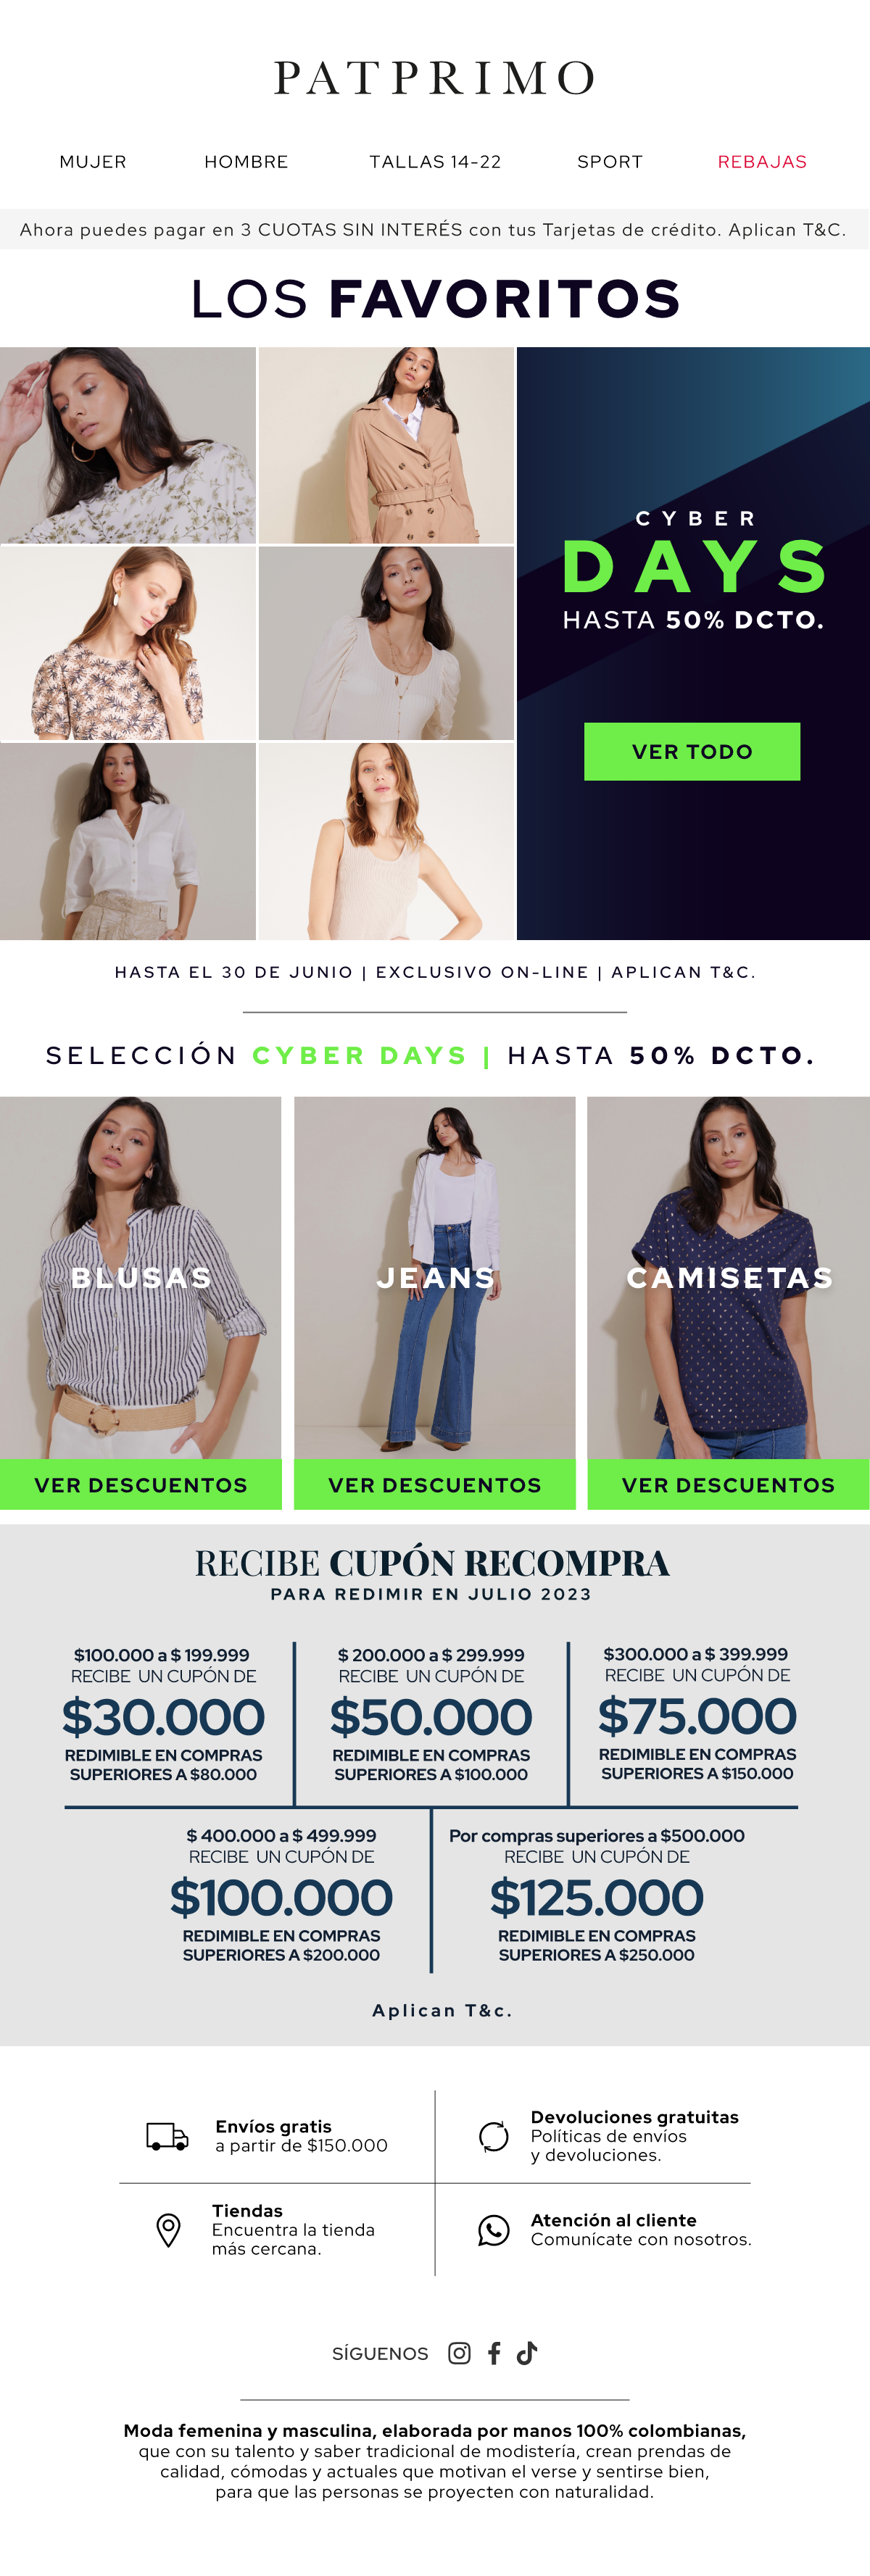 PATPRIMO
MUJER HOMBRE TALLAS 14-22 SPORT REBAJAS
Ahora puedes pagar en 3 CUOTAS SIN INTERÉS con tus Tarjetas de crédito. Aplican T&C.
LOS FAVORITOS
CYBER
DAYS
HASTA 50% DCTO.
VER TODO
HASTA EL 30 DE JUNIO | EXCLUSIVO ON-LINE | APLICAN T&C.
SELECCIÓN CYBER DAYS | HASTA 50% DCTO.
BLUSAS
VER DESCUENTOS
JEANS
VER DESCUENTOS
CAMISETAS
VER DESCUENTOS
RECIBE CUPÓN RECOMPRA
PARA REDIMIR EN JULIO 2023
$100.000 a $ 199.999
RECIBE UN CUPÓN DE
$30.000
REDIMIBLE EN COMPRAS
SUPERIORES A $80.000
$ 200.000 a $ 299.999
RECIBE UN CUPÓN DE
$50.000
REDIMIBLE EN COMPRAS
SUPERIORES A $100.000
$300.000 a $ 399.999
RECIBE UN CUPÓN DE
$75.000
REDIMIBLE EN COMPRAS
SUPERIORES A $150.000
$ 400.000 a $ 499.999
RECIBE UN CUPÓN DE
$100.000
REDIMIBLE EN COMPRAS
SUPERIORES A $200.000
Por compras superiores a $500.000
RECIBE UN CUPÓN DE
$125.000
REDIMIBLE EN COMPRAS
SUPERIORES A $250.000
Aplican T&c.
Envíos gratis
a partir de $150.000
Devoluciones gratuitas
Políticas de envíos
y devoluciones.
Tiendas
Encuentra la tienda
más cercana.
Atención al cliente
Comunícate con nosotros.
SÍGUENOS
Moda femenina y masculina, elaborada por manos 100% colombianas,
que con su talento y saber tradicional de modistería, crean prendas de
calidad, cómodas y actuales que motivan el verse y sentirse bien,
para que las personas se proyecten con naturalidad.